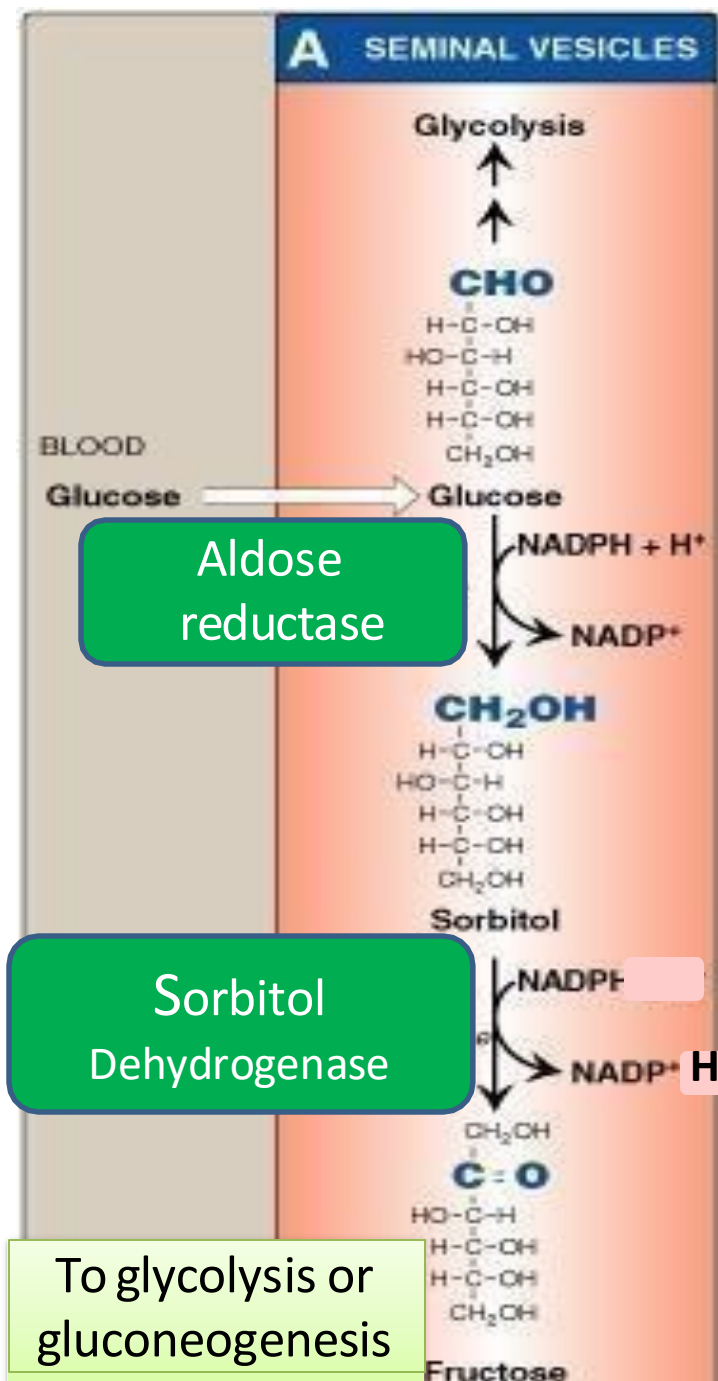 A SEMINAL VESICLES
Glycolysis
CHO
H-C-OH
HO-C-H
H-C-OH
H-C-OH
CH₂OH
BLOOD
Glucose
Glucose
Aldose
reductase
NADPH + H⁺
NADP⁺
CH₂OH
H-C-OH
HO-C-H
H-C-OH
H-C-OH
CH₂OH
Sorbitol
Sorbitol
Dehydrogenase
NADPH
e
NADP⁺ H
CH₂OH
C=O
HO-C-H
H-C-OH
H-C-OH
CH₂OH
To glycolysis or
gluconeogenesis
Fructose